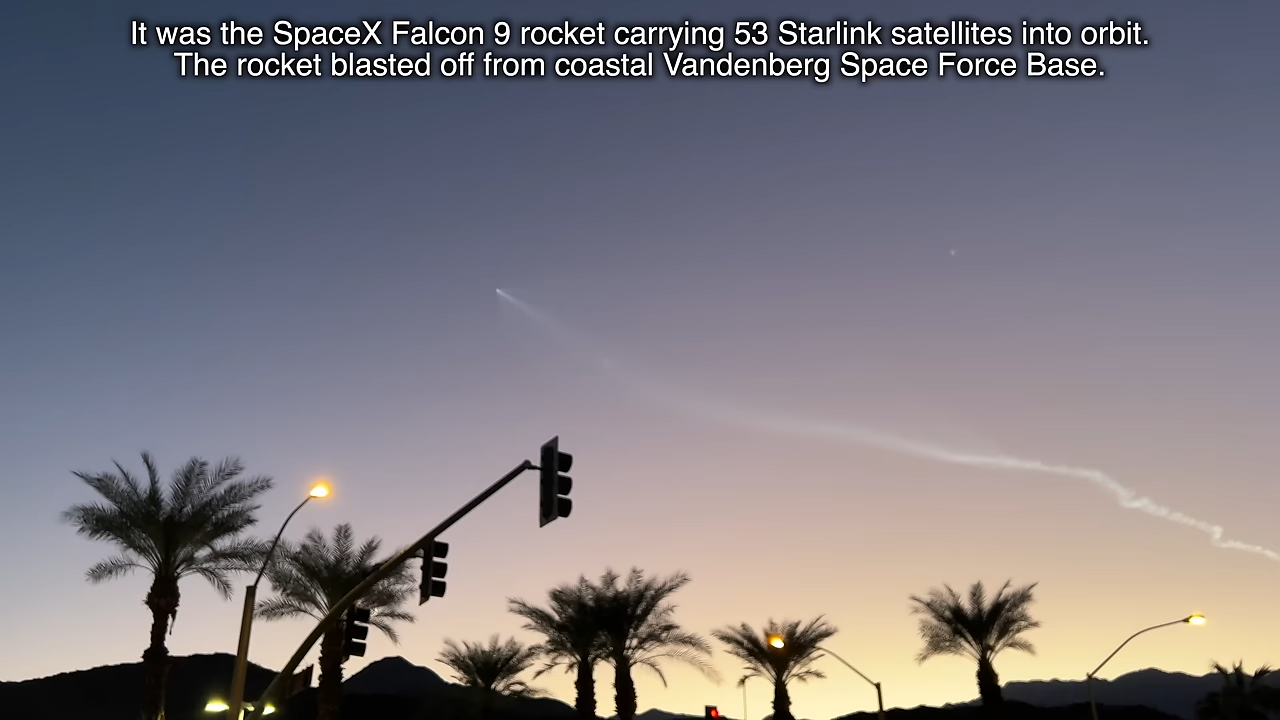 It was the SpaceX Falcon 9 rocket carrying 53 Starlink satellites into orbit.
The rocket blasted off from coastal Vandenberg Space Force Base.